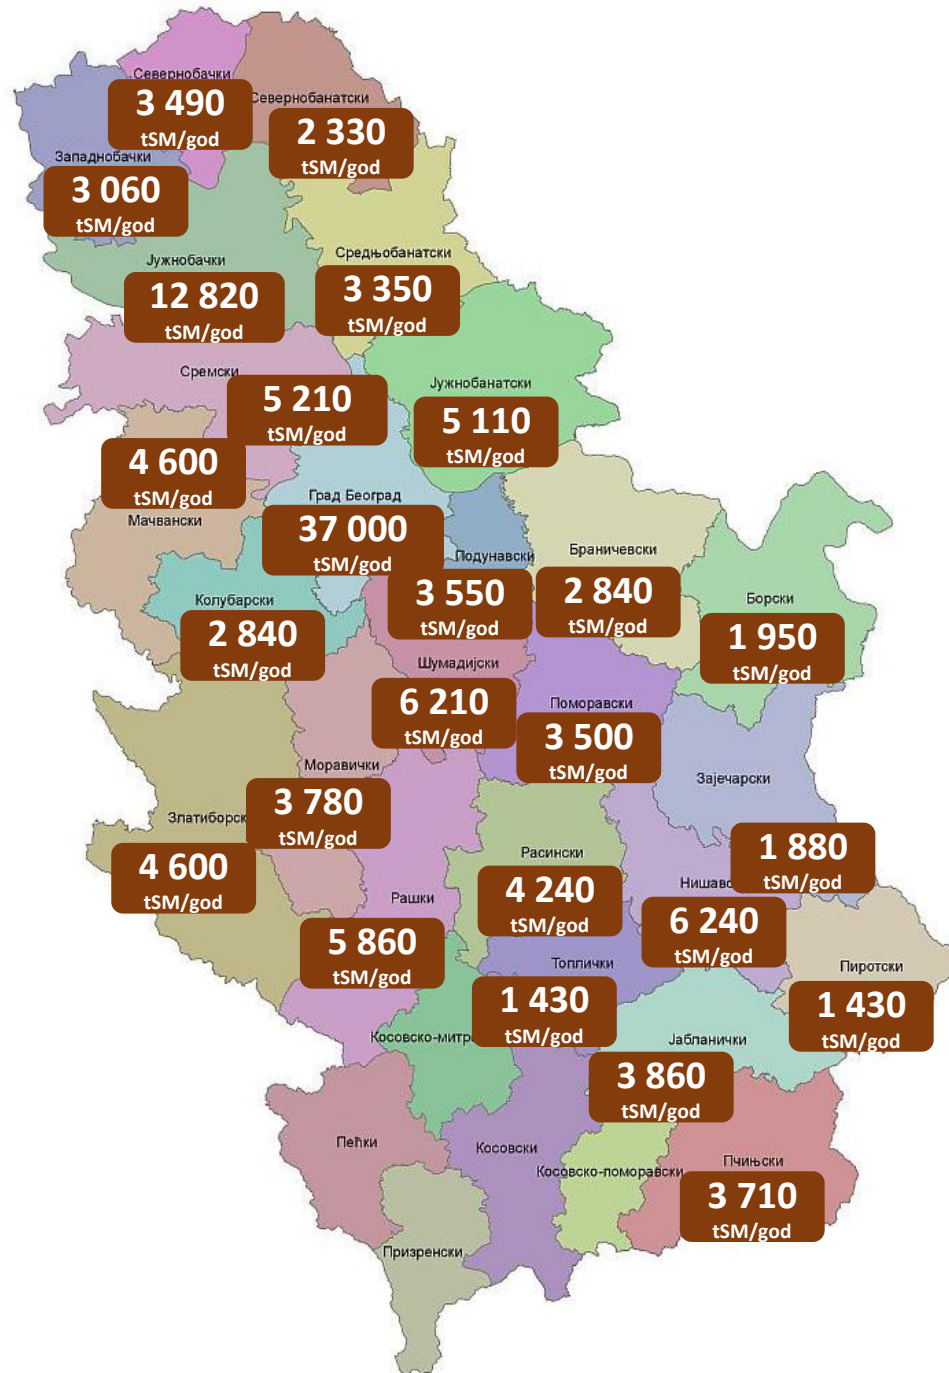 Севернобачки
3 490
tSM/god
Севернобанатски
2 330
tSM/god
Западнобачки
3 060
tSM/god
Јужнобачки
12 820
tSM/god
Средњобанатски
3 350
tSM/god
Сремски
5 210
tSM/god
Јужнобанатски
5 110
tSM/god
4 600
tSM/god
Мачвански
Град Београд
37 000
tSM/god
Подунавски
3 550
tSM/god
Браничевски
2 840
tSM/god
Борски
1 950
tSM/god
Колубарски
2 840
tSM/god
Шумадијски
6 210
tSM/god
Поморавски
3 500
tSM/god
Моравички
3 780
tSM/god
Зајечарски
1 880
tSM/god
Златиборск
4 600
tSM/god
Рашки
5 860
tSM/god
Расински
4 240
tSM/god
Нишавс
6 240
tSM/god
Топлички
1 430
tSM/god
Пиротски
1 430
tSM/god
Косовско-митр
Јабланички
3 860
tSM/god
Пећки
Косовски
Косовско-поморавски
Пчињски
3 710
tSM/god
Призренски